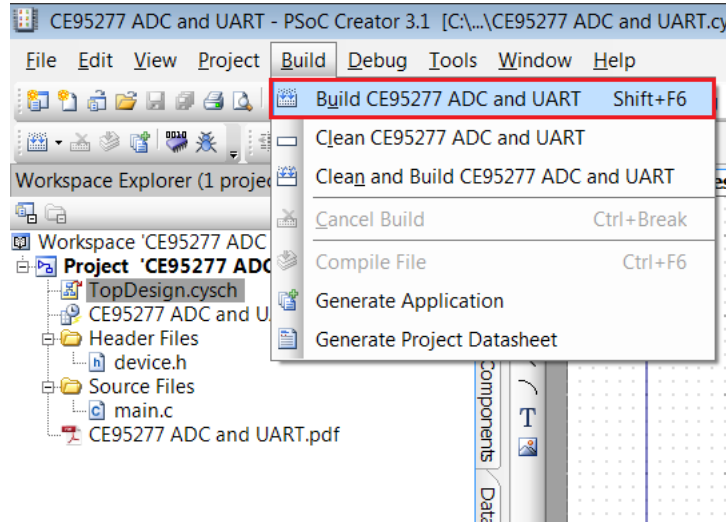 CE95277 ADC and UART - PSoC Creator 3.1 [C:\...\CE95277 ADC and UART.cy
File Edit View Project Build Debug Tools Window Help
Build CE95277 ADC and UART Shift+F6
Clean CE95277 ADC and UART
Workspace Explorer (1 projec
Clean and Build CE95277 ADC and UART
Cancel Build Ctrl+Break
Workspace 'CE95277 ADC
Project 'CE95277 ADC
Compile File Ctrl+F6
TopDesign.cysch
Generate Application
CE95277 ADC and U
Header Files
Generate Project Datasheet
device.h
Source Files
main.c
CE95277 ADC and UART.pdf
Components
T
Data